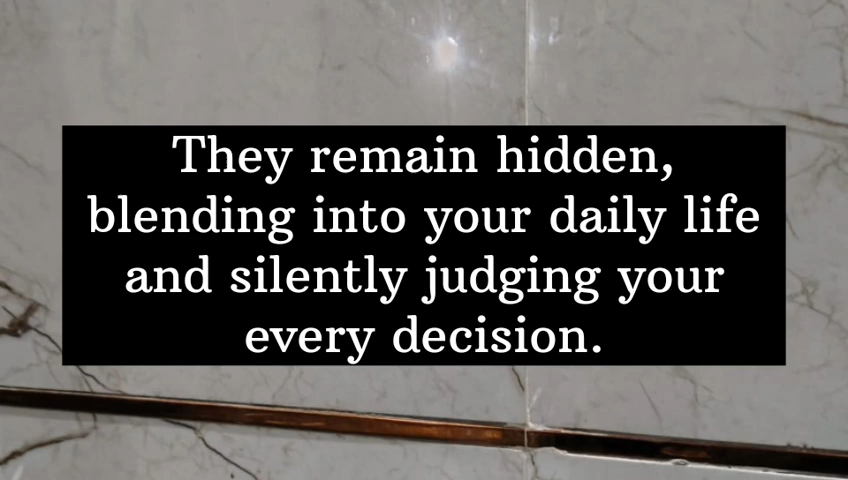 They remain hidden,
blending into your daily life
and silently judging your
every decision.